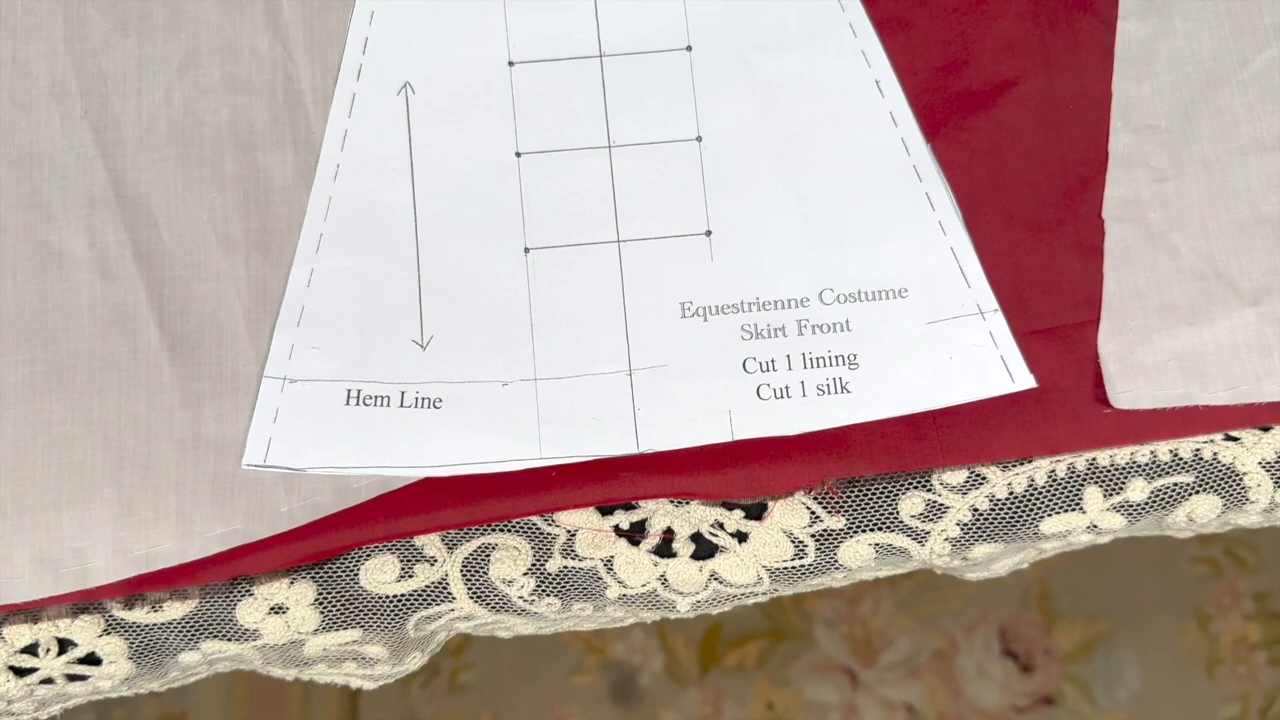 Equestrienne Costume
Skirt Front
Cut 1 lining
Cut 1 silk
Hem Line